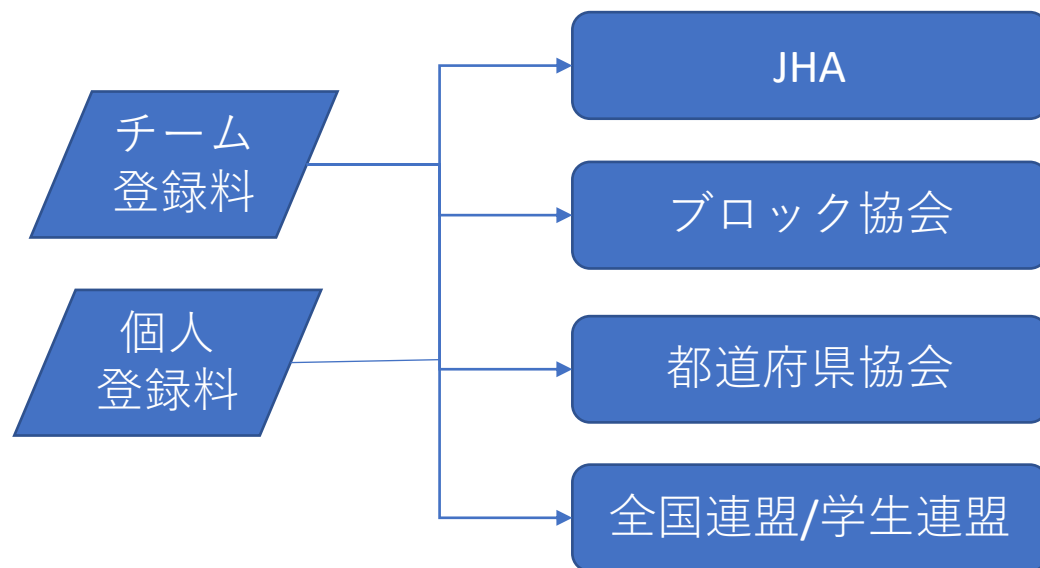 チーム
登録料
個人
登録料
JHA
ブロック協会
都道府県協会
全国連盟/学生連盟